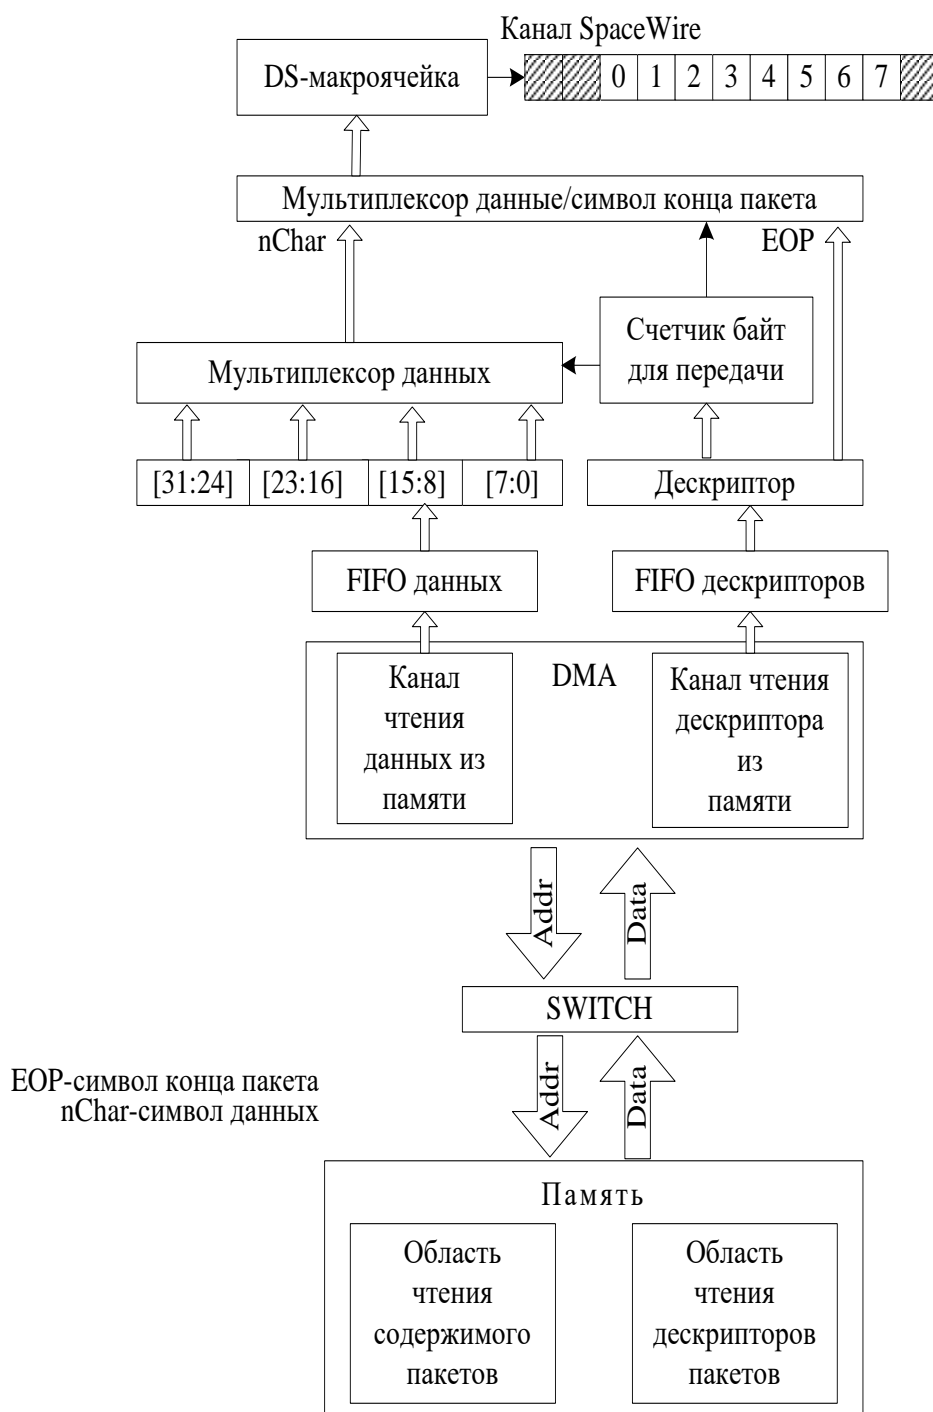 Канал SpaceWire
DS-макроячейка
0 1 2 3 4 5 6 7
Мультиплексор данные/символ конца пакета
nChar
EOP
Счетчик байт
для передачи
Мультиплексор данных
[31:24] [23:16] [15:8] [7:0]
Дескриптор
FIFO данных
FIFO дескрипторов
DMA
Канал
чтения
данных из
памяти
Канал чтения
дескриптора
из
памяти
Addr
Data
SWITCH
Addr
Data
EOP-символ конца пакета
nChar-символ данных
Память
Область
чтения
содержимого
пакетов
Область
чтения
дескрипторов
пакетов